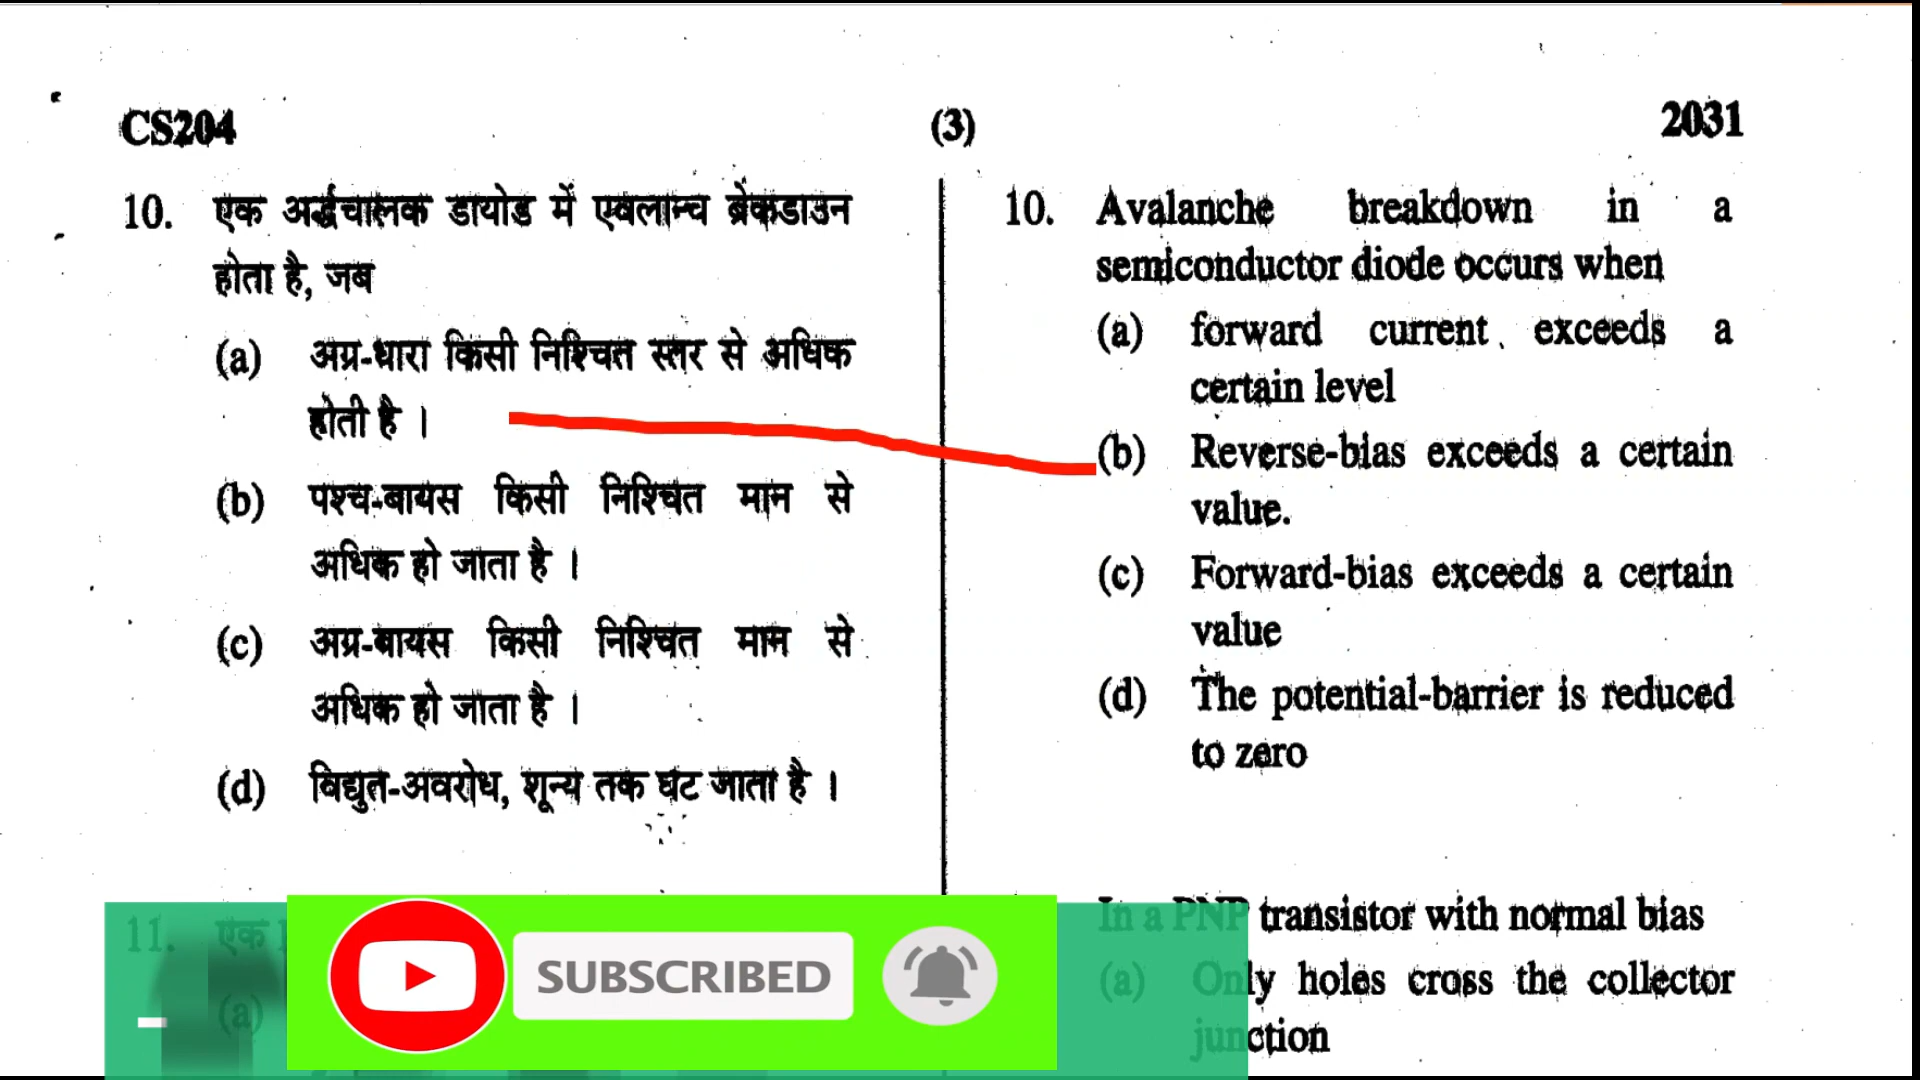 CS204
(3)
2031
10. एक अर्द्धचालक डायोड में एवलान्च ब्रेकडाउन
होता है, जब
(a) अग्र-धारा किसी निश्चित स्तर से अधिक
होती है ।
(b) पश्च-बायस किसी निश्चित मान से
अधिक हो जाता है ।
(c) अग्र-बायस किसी निश्चित मान से
अधिक हो जाता है ।
(d) विद्युत-अवरोध, शून्य तक घट जाता है ।
11. एक
(a)
10. Avalanche breakdown in a
semiconductor diode occurs when
(a) forward current exceeds a
certain level
(b) Reverse-bias exceeds a certain
value.
(c) Forward-bias exceeds a certain
value
(d) The potential-barrier is reduced
to zero
In a PNP transistor with normal bias
(a) Only holes cross the collector
junction
SUBSCRIBED